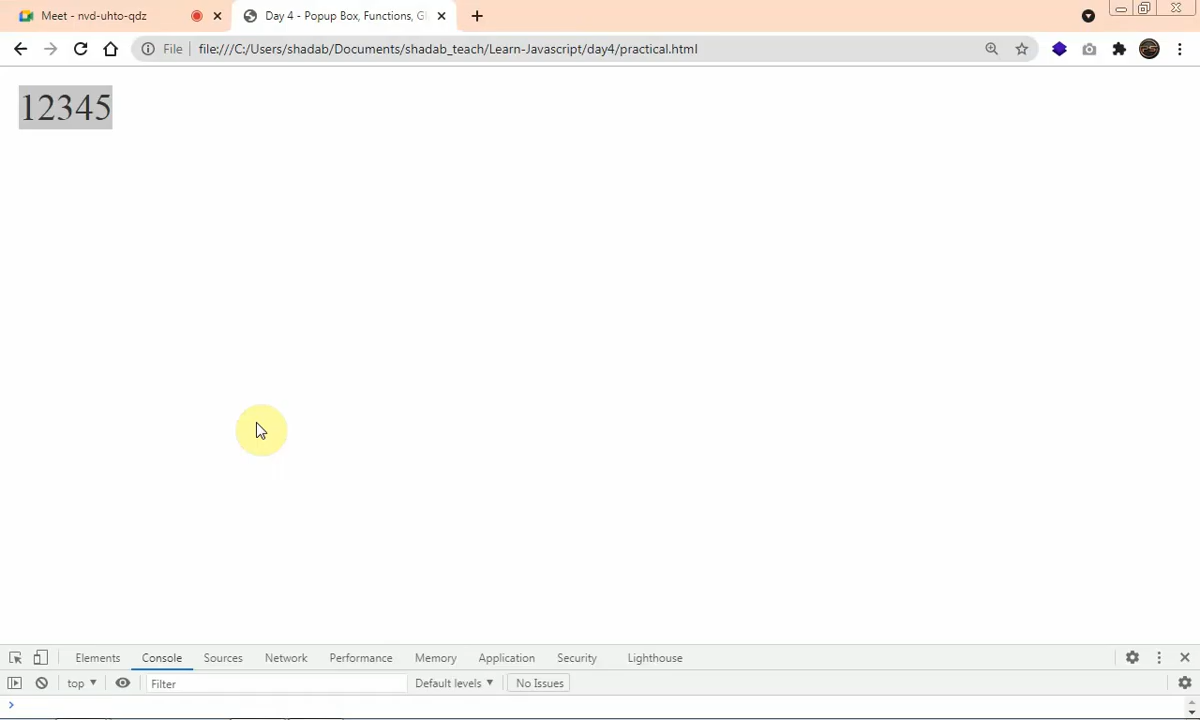 Meet - nvd-uhto-qdz
Day 4 - Popup Box, Functions, Gl
File
file:///C:/Users/shadab/Documents/shadab_teach/Learn-Javascript/day4/practical.html
12345
Elements Console Sources Network Performance Memory Application Security Lighthouse
top Filter Default levels No Issues